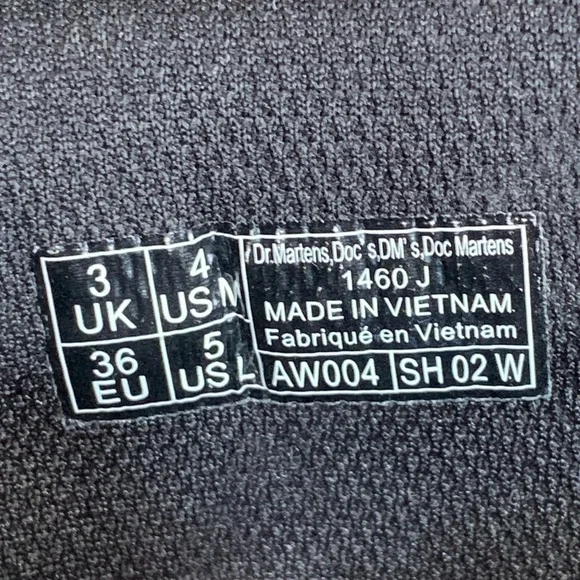 3 UK
4 US M
36 EU
5 US L
Dr.Martens,Doc's,DM's,Doc Martens
1460 J
MADE IN VIETNAM
Fabriqué en Vietnam
AW004
SH 02 W